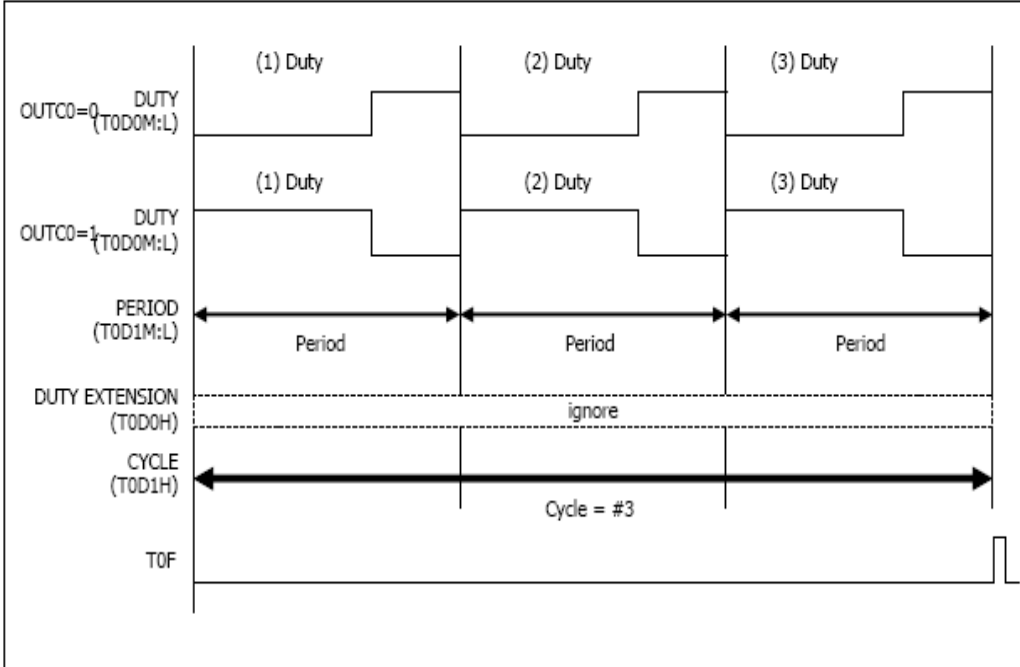 (1) Duty
(2) Duty
(3) Duty
OUTC0=0
DUTY
(T0D0M:L)
(1) Duty
(2) Duty
(3) Duty
OUTC0=1
DUTY
(T0D0M:L)
PERIOD
(T0D1M:L)
Period
Period
Period
DUTY EXTENSION
(T0D0H)
ignore
CYCLE
(T0D1H)
Cycle = #3
T0F